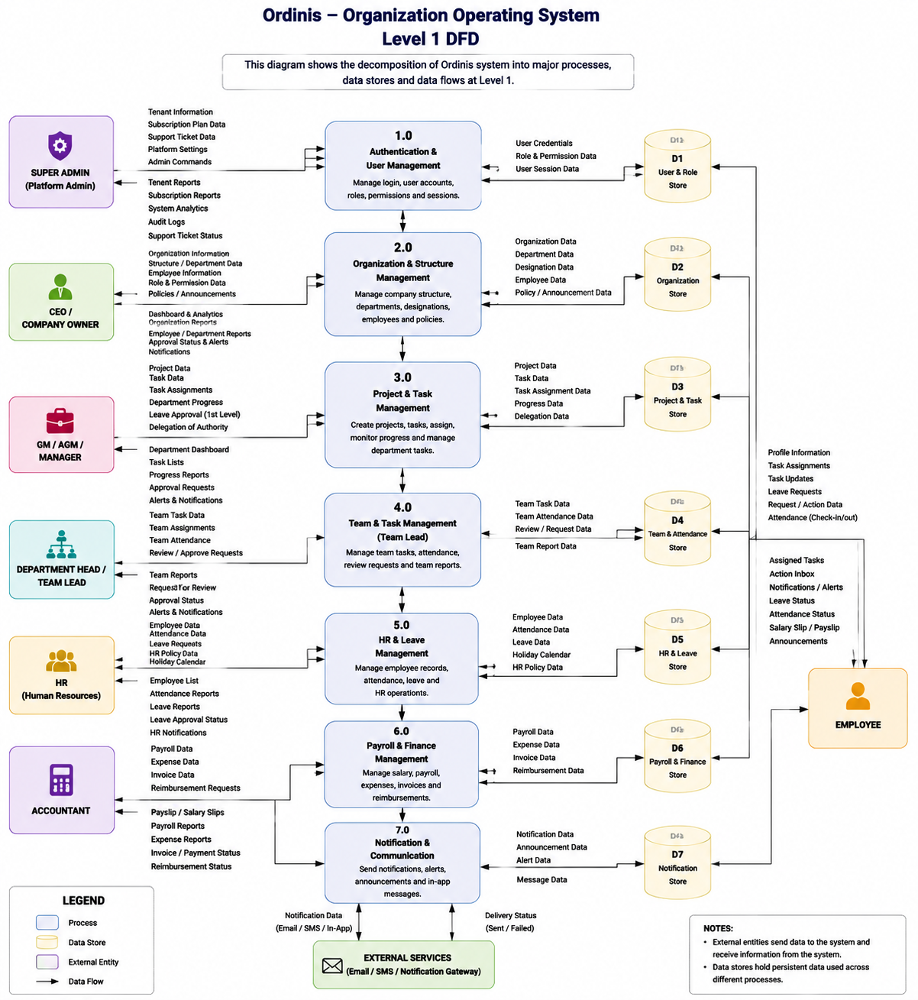 Ordinis – Organization Operating System
Level 1 DFD
This diagram shows the decomposition of Ordinis system into major processes,
data stores and data flows at Level 1.
SUPER ADMIN
(Platform Admin)
Tenant Information
Subscription Plan Data
Support Ticket Data
Platform Settings
Admin Commands
Tenant Reports
Subscription Reports
System Analytics
Audit Logs
Support Ticket Status
1.0
Authentication &
User Management
Manage login, user accounts,
roles, permissions and sessions.
User Credentials
Role & Permission Data
User Session Data
D1
User & Role
Store
CEO /
COMPANY OWNER
Organization Information
Structure / Department Data
Employee Information
Role & Permission Data
Policies / Announcements
Dashboard & Analytics
Organization Reports
Employee / Department Reports
Approval Status & Alerts
Notifications
2.0
Organization & Structure
Management
Manage company structure,
departments, designations,
employees and policies.
Organization Data
Department Data
Designation Data
Employee Data
Policy / Announcement Data
D2
Organization
Store
GM / AGM /
MANAGER
Project Data
Task Data
Task Assignments
Department Progress
Leave Approval (1st Level)
Delegation of Authority
Department Dashboard
Task Lists
Progress Reports
Approval Requests
Alerts & Notifications
3.0
Project & Task
Management
Create projects, tasks, assign,
monitor progress and manage
department tasks.
Project Data
Task Data
Task Assignment Data
Progress Data
Delegation Data
D3
Project & Task
Store
DEPARTMENT HEAD /
TEAM LEAD
Team Task Data
Team Assignments
Team Attendance
Review / Approve Requests
Team Reports
Request For Review
Approval Status
Alerts & Notifications
4.0
Team & Task Management
(Team Lead)
Manage team tasks, attendance,
review requests and team reports.
Team Task Data
Team Attendance Data
Review / Request Data
Team Report Data
D4
Team & Attendance
Store
HR
(Human Resources)
Employee Data
Attendance Data
Leave Requests
HR Policy Data
Holiday Calendar
Employee List
Attendance Reports
Leave Reports
Leave Approval Status
HR Notifications
5.0
HR & Leave
Management
Manage employee records,
attendance, leave and
HR operationts.
Employee Data
Attendance Data
Leave Data
Holiday Calendar
HR Policy Data
D5
HR & Leave
Store
ACCOUNTANT
Payroll Data
Expense Data
Invoice Data
Reimbursement Requests
Payslip / Salary Slips
Payroll Reports
Expense Reports
Invoice / Payment Status
Reimbursement Status
6.0
Payroll & Finance
Management
Manage salary, payroll,
expenses, invoices and
reimbursements.
Payroll Data
Expense Data
Invoice Data
Reimbursement Data
D6
Payroll & Finance
Store
7.0
Notification &
Communication
Send notifications, alerts,
announcements and in-app
messages.
Notification Data
Announcement Data
Alert Data
Message Data
D7
Notification
Store
Profile Information
Task Assignments
Task Updates
Leave Requests
Request / Action Data
Attendance (Check-in/out)
Assigned Tasks
Action Inbox
Notifications / Alerts
Leave Status
Attendance Status
Salary Slip / Payslip
Announcements
EMPLOYEE
Notification Data
(Email / SMS / In-App)
Delivery Status
(Sent / Failed)
EXTERNAL SERVICES
(Email / SMS / Notification Gateway)
LEGEND
Process
Data Store
External Entity
Data Flow
NOTES:
• External entities send data to the system and
receive information from the system.
• Data stores hold persistent data used across
different processes.